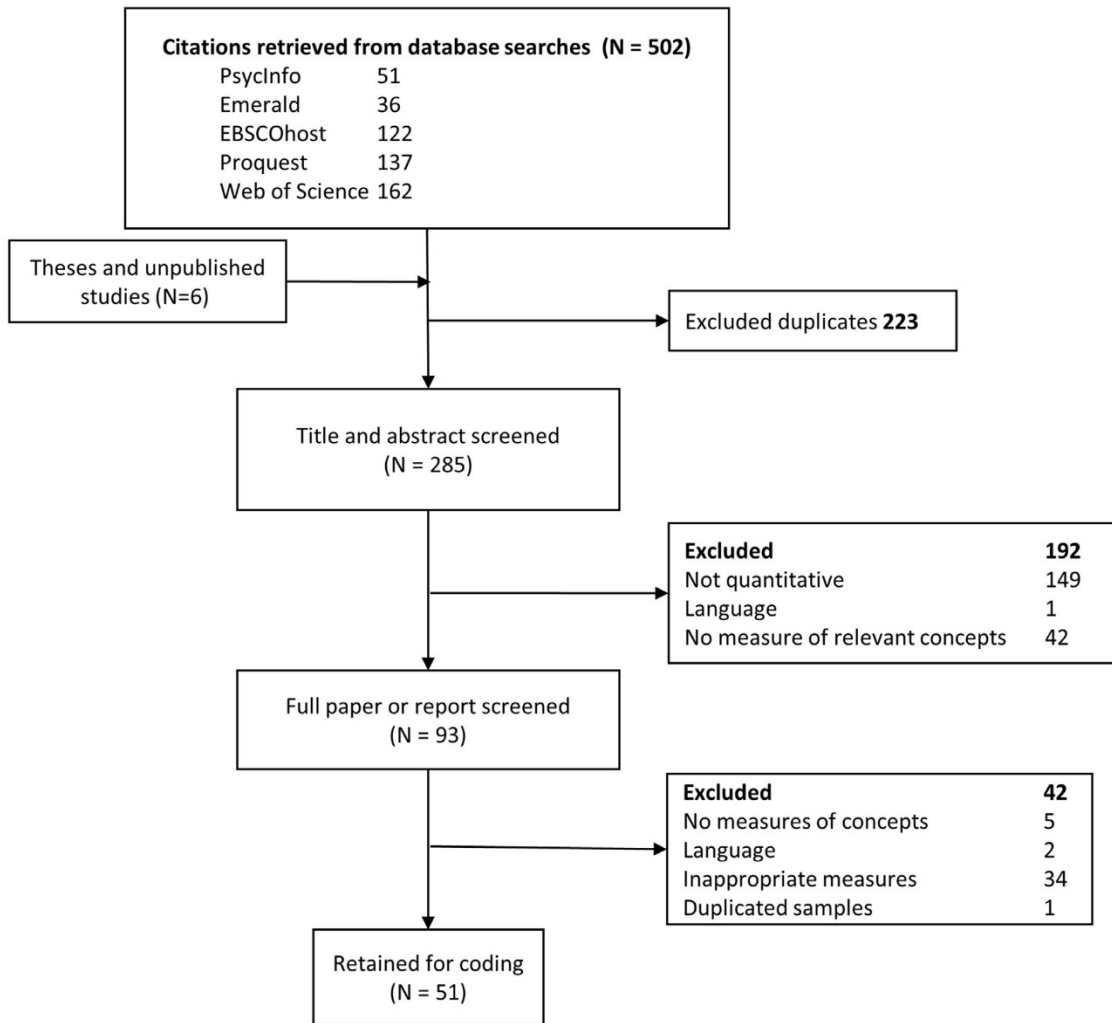 Citations retrieved from database searches (N = 502)
PsycInfo 51
Emerald 36
EBSCOhost 122
Proquest 137
Web of Science 162
Theses and unpublished
studies (N=6)
Excluded duplicates 223
Title and abstract screened
(N = 285)
Excluded 192
Not quantitative 149
Language 1
No measure of relevant concepts 42
Full paper or report screened
(N = 93)
Excluded 42
No measures of concepts 5
Language 2
Inappropriate measures 34
Duplicated samples 1
Retained for coding
(N = 51)